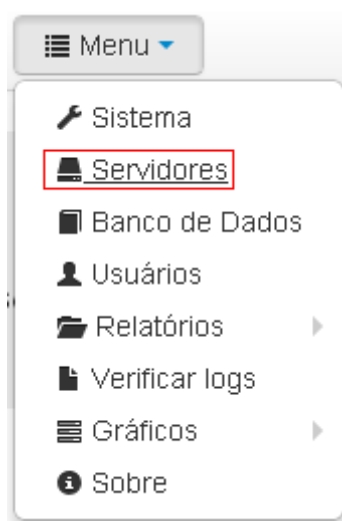 Menu
Sistema
Servidores
Banco de Dados
Usuários
Relatórios
Verificar logs
Gráficos
Sobre